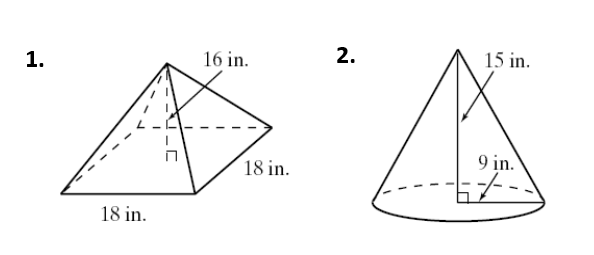 1.
16 in.
18 in.
18 in.
2.
15 in.
9 in.